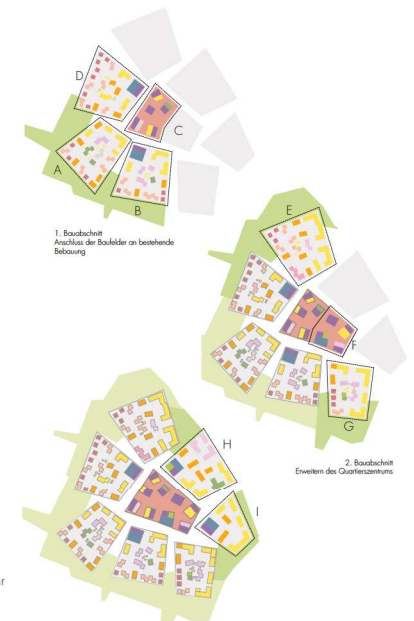 D
C
A
B
1. Bauabschnitt
Anschluss der Baufelder an bestehende
Bebauung
E
F
G
2. Bauabschnitt
Erweitern des Quartierszentrums
H
I